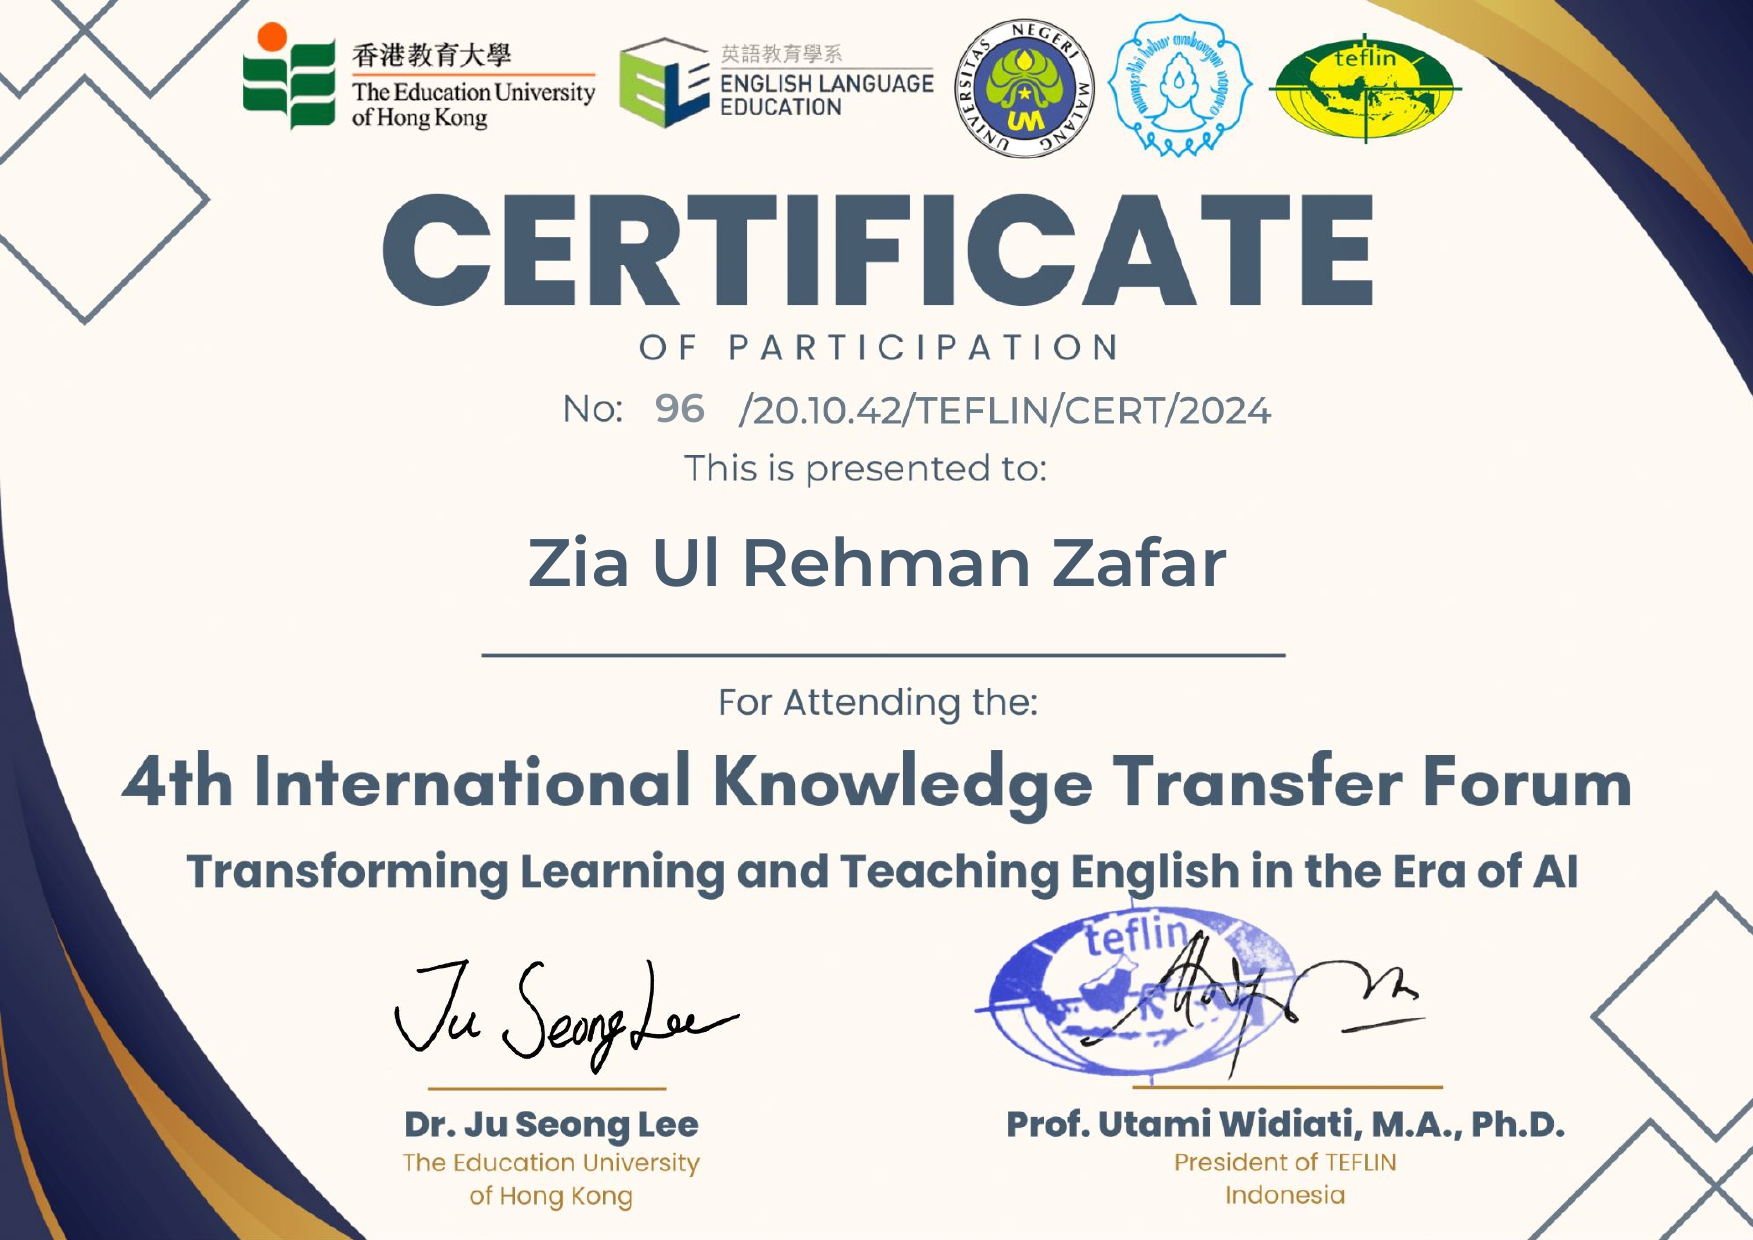 香港教育大學
The Education University
of Hong Kong
英語教育學系
ENGLISH LANGUAGE
EDUCATION
UNIVERSITAS NEGERI MALANG
UM
teflin
CERTIFICATE
OF PARTICIPATION
No: 96 /20.10.42/TEFLIN/CERT/2024
This is presented to:
Zia Ul Rehman Zafar
For Attending the:
4th International Knowledge Transfer Forum
Transforming Learning and Teaching English in the Era of AI
teflin
Ju Seong Lee
Dr. Ju Seong Lee
The Education University
of Hong Kong
Prof. Utami Widiati, M.A., Ph.D.
President of TEFLIN
Indonesia